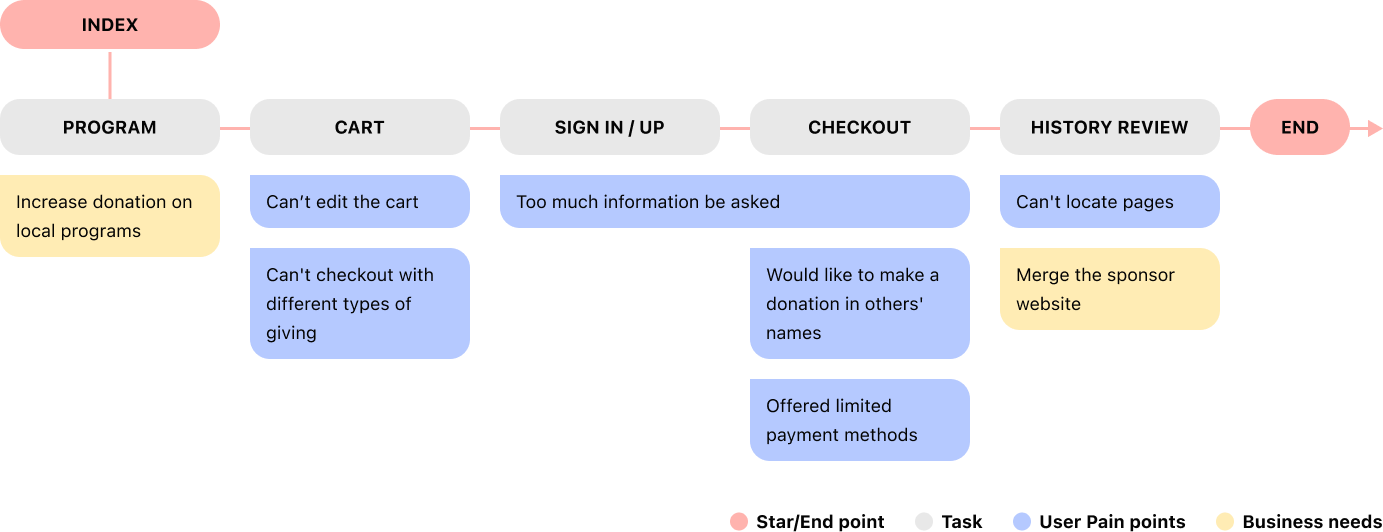 INDEX
PROGRAM
CART
SIGN IN / UP
CHECKOUT
HISTORY REVIEW
END
Increase donation on
local programs
Can’t edit the cart
Can't checkout with
different types of
giving
Too much information be asked
Would like to make a
donation in others'
names
Offered limited
payment methods
Can't locate pages
Merge the sponsor
website
Star/End point
Task
User Pain points
Business needs